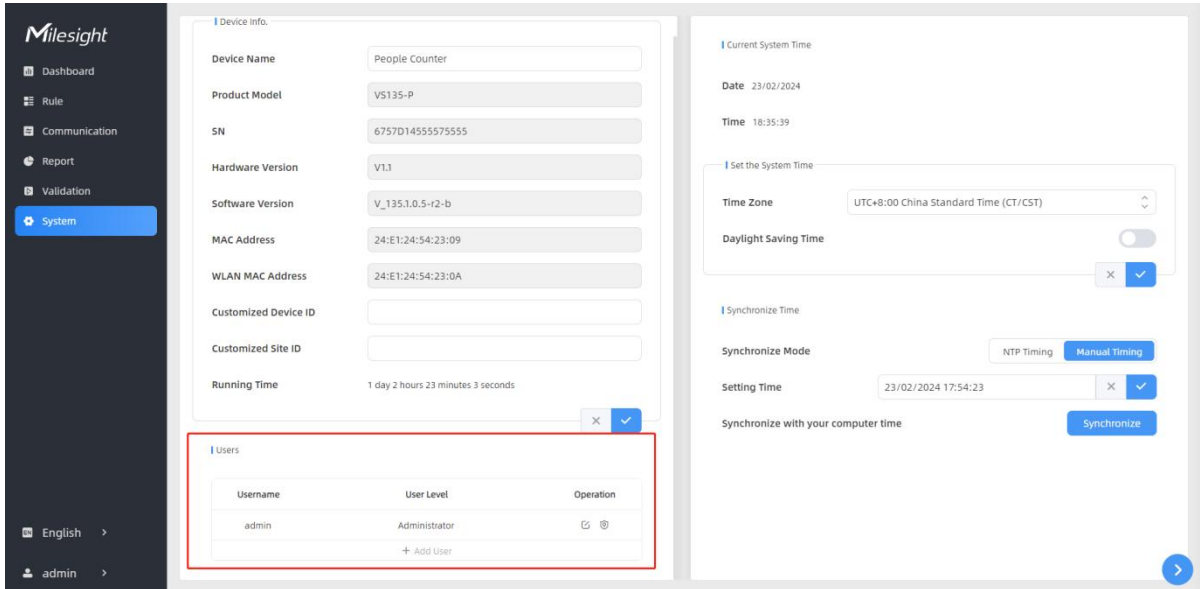 Milesight
Dashboard
Rule
Communication
Report
Validation
System
EN English >
admin >
Device Info.
Device Name People Counter
Product Model VS135-P
SN 6757D14555575555
Hardware Version V1.1
Software Version V_135.1.0.5-r2-b
MAC Address 24:E1:24:54:23:09
WLAN MAC Address 24:E1:24:54:23:0A
Customized Device ID
Customized Site ID
Running Time 1 day 2 hours 23 minutes 3 seconds
Users
Username User Level Operation
admin Administrator
+ Add User
Current System Time
Date 23/02/2024
Time 18:35:39
Set the System Time
Time Zone UTC+8:00 China Standard Time (CT/CST)
Daylight Saving Time
Synchronize Time
Synchronize Mode NTP Timing Manual Timing
Setting Time 23/02/2024 17:54:23
Synchronize with your computer time Synchronize